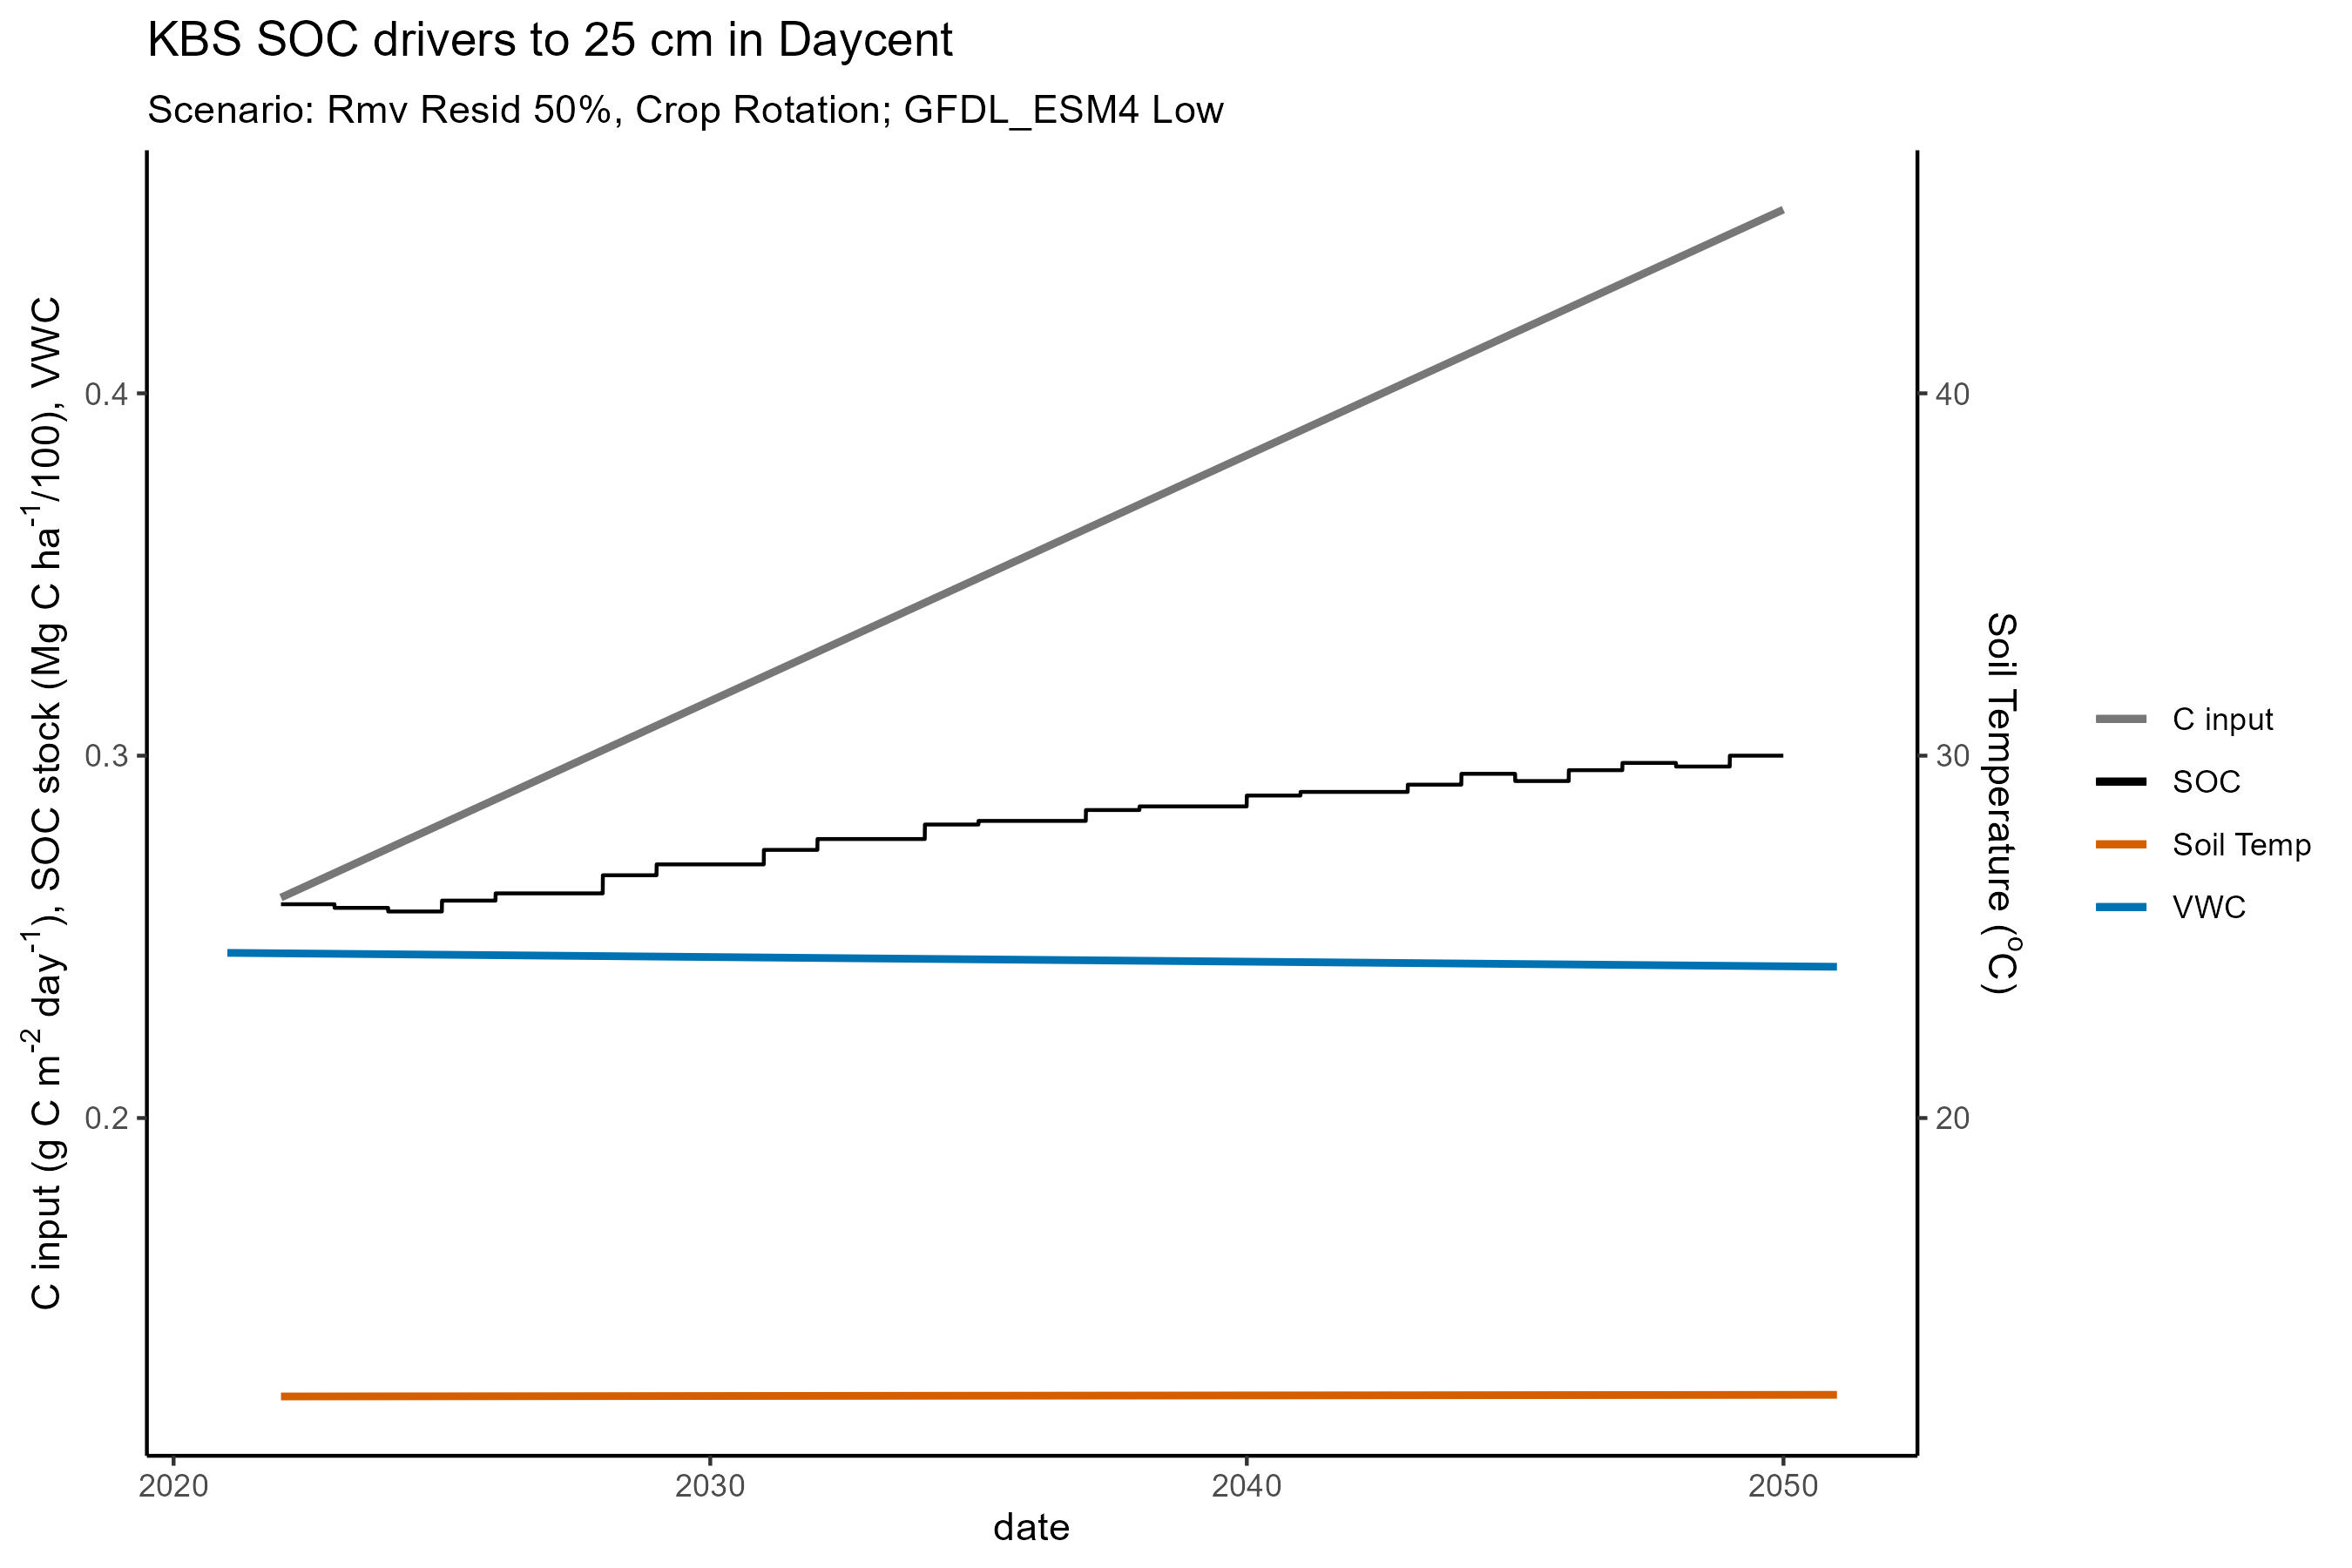 KBS SOC drivers to 25 cm in Daycent
Scenario: Rmv Resid 50%, Crop Rotation; GFDL_ESM4 Low
C input (g C m⁻² day⁻¹), SOC stock (Mg C ha⁻¹/100), VWC
0.4
0.3
0.2
40
30
20
Soil Temperature (°C)
C input
SOC
Soil Temp
VWC
2020
2030
2040
2050
date